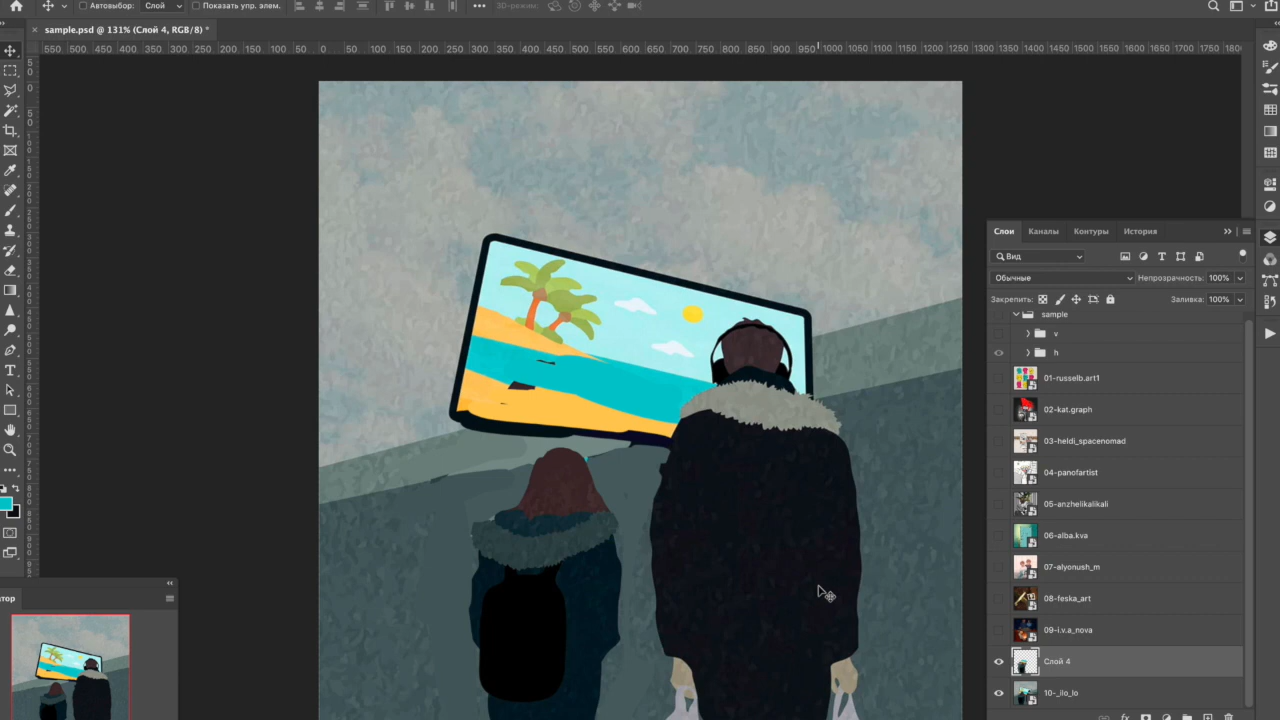 Автовыбор: Слой Показать упр. элем. 3D-режим:
sample.psd @ 131% (Слой 4, RGB/8) *
550 500 450 400 350 300 250 200 150 100 50 0 50 100 150 200 250 300 350 400 450 500 550 600 650 700 750 800 850 900 950 1000 1050 1100 1150 1200 1250 1300 1350 1400 1450 1500 1550 1600 1650 1700 1750 180
Слои Каналы Контуры История
Вид
Обычные Непрозрачность: 100%
Закрепить: Заливка: 100%
sample
v
h
01-russelb.art1
02-kat.graph
03-heldi_spacenomad
04-panofartist
05-anzhelikalikali
06-alba.kva
07-alyonush_m
08-feska_art
09-i.v.a_nova
Слой 4
10-_ilo_lo
атор